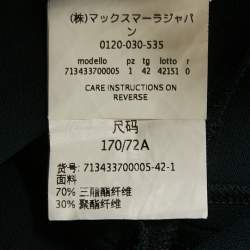 (株)マックスマーラジャパ
ン
0120-030-535
modello pz tg lotto r
713433700005 1 42 42151 0
CARE INSTRUCTIONS ON
REVERSE
尺码
170/72A
货号: 713433700005-42-1
面料
70% 三醋酯纤维
30% 聚酯纤维